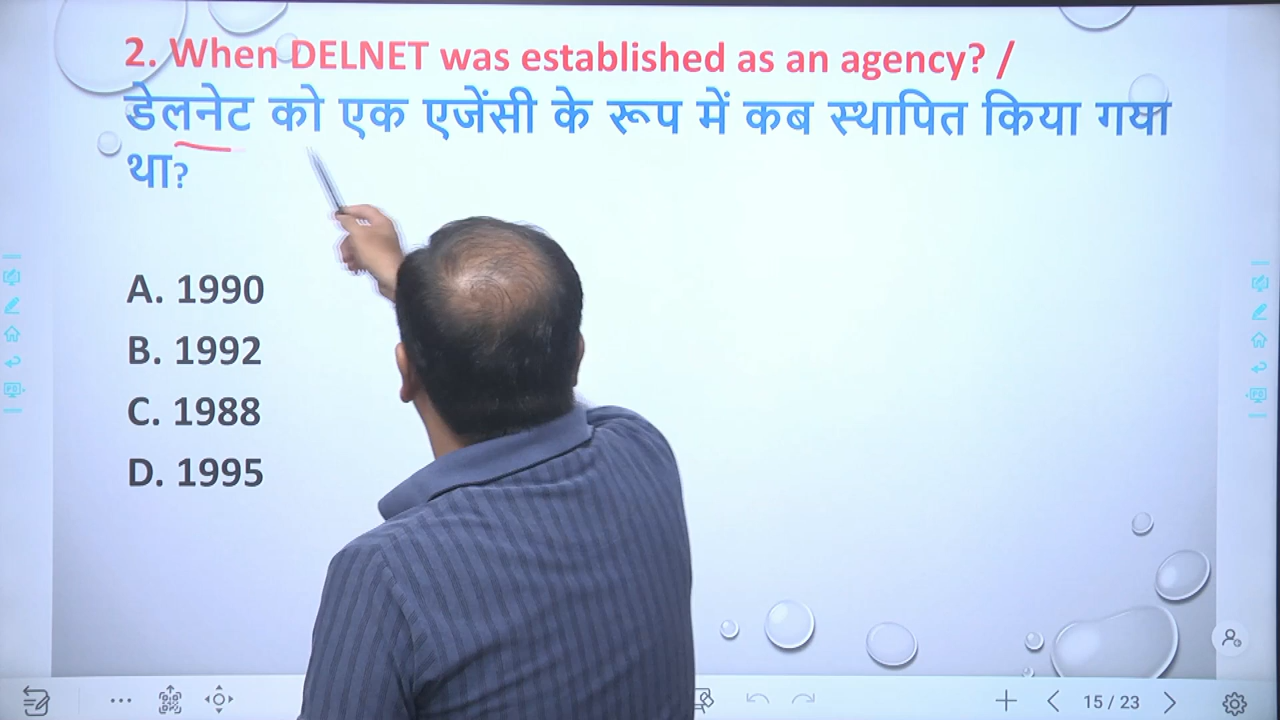 2. When DELNET was established as an agency? /
डेलनेट को एक एजेंसी के रूप में कब स्थापित किया गया
था?
A. 1990
B. 1992
C. 1988
D. 1995
15 / 23